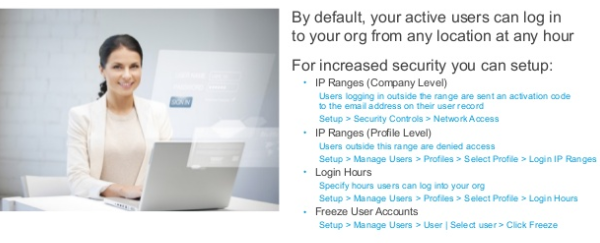 SIGN IN
By default, your active users can log in
to your org from any location at any hour
For increased security you can setup:
• IP Ranges (Company Level)
Users logging in outside the range are sent an activation code
to the email address on their user record
Setup > Security Controls > Network Access
• IP Ranges (Profile Level)
Users outside this range are denied access
Setup > Manage Users > Profiles > Select Profile > Login IP Ranges
• Login Hours
Specify hours users can log into your org
Setup > Manage Users > Profiles > Select Profile > Login Hours
• Freeze User Accounts
Setup > Manage Users > User | Select user > Click Freeze